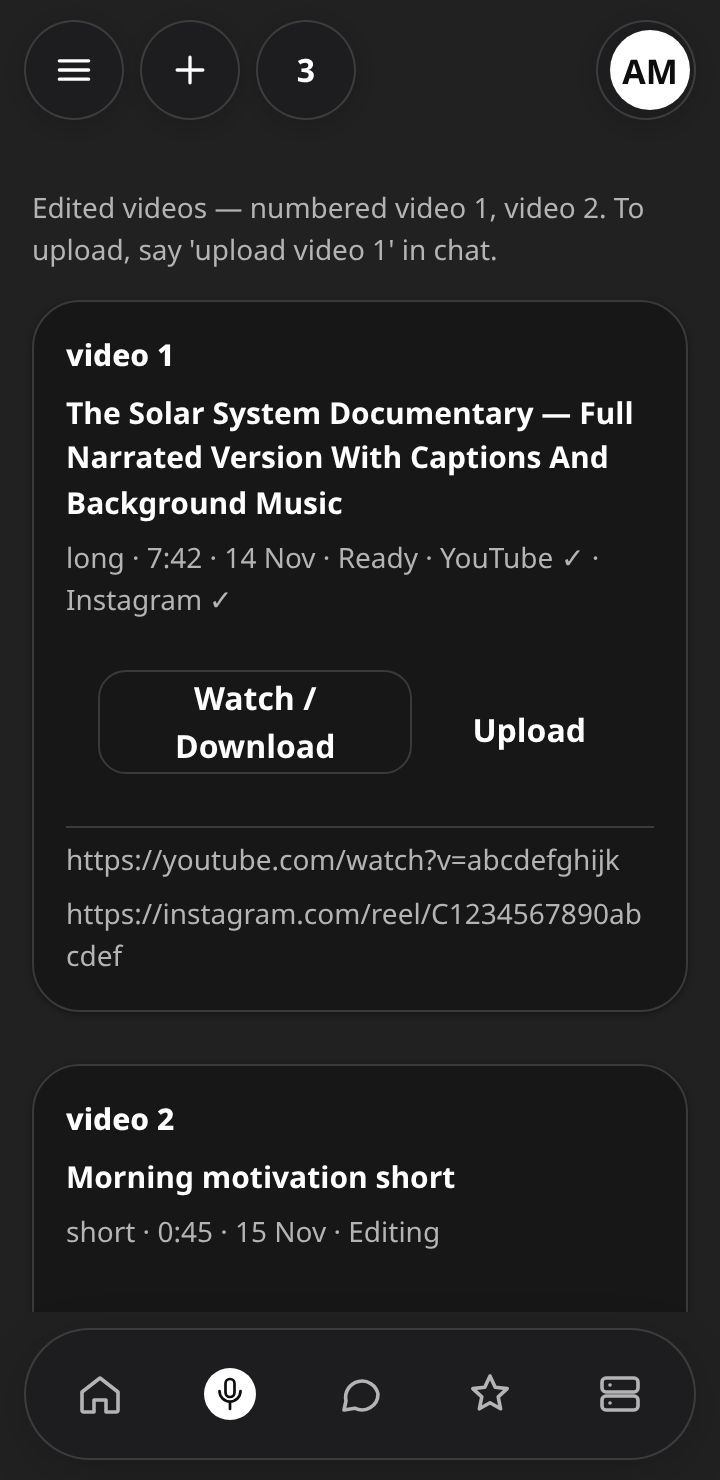 3
AM
Edited videos — numbered video 1, video 2. To
upload, say 'upload video 1' in chat.
video 1
The Solar System Documentary — Full
Narrated Version With Captions And
Background Music
long · 7:42 · 14 Nov · Ready · YouTube ✓ ·
Instagram ✓
Watch /
Download
Upload
https://youtube.com/watch?v=abcdefghijk
https://instagram.com/reel/C1234567890ab
cdef
video 2
Morning motivation short
short · 0:45 · 15 Nov · Editing